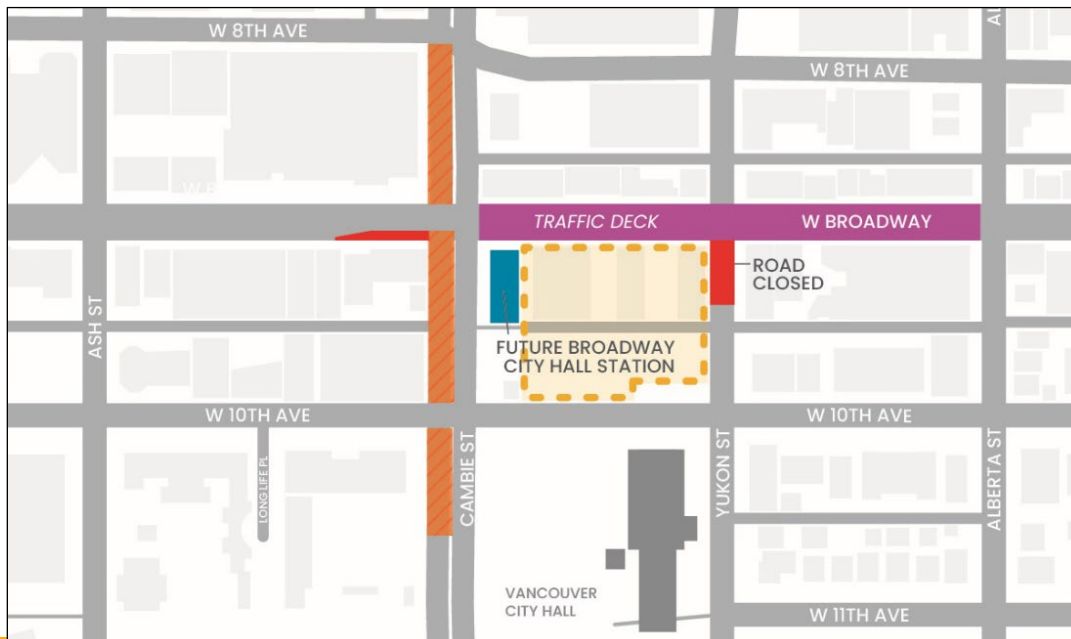 W 8TH AVE
W 8TH AVE
AL
W B
TRAFFIC DECK
W BROADWAY
ROAD
CLOSED
ASH ST
FUTURE BROADWAY
CITY HALL STATION
W 10TH AVE
W 10TH AVE
LONG LIFE PL
CAMBIE ST
YUKON ST
ALBERTA ST
VANCOUVER
CITY HALL
W 11TH AVE